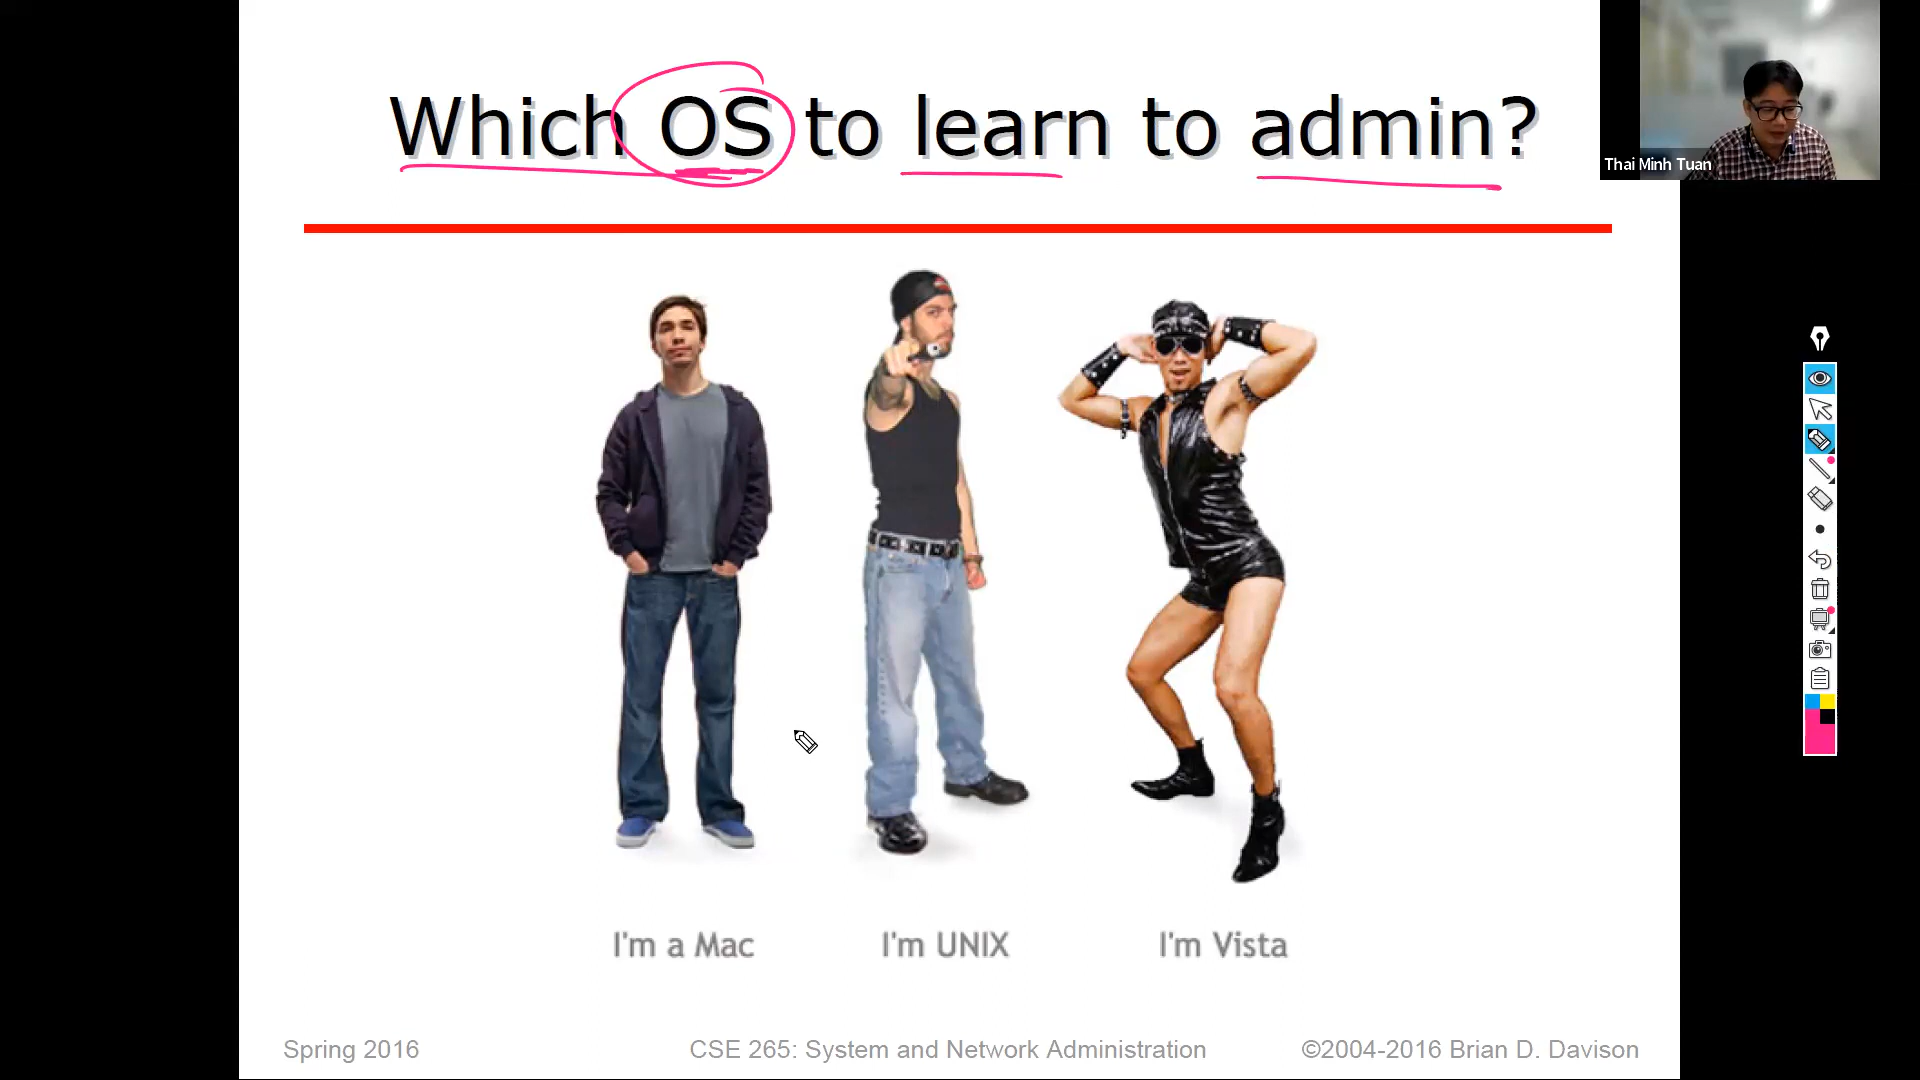 Which OS to learn to admin?
Thai Minh Tuan
I'm a Mac
I'm UNIX
I'm Vista
Spring 2016
CSE 265: System and Network Administration
©2004-2016 Brian D. Davison